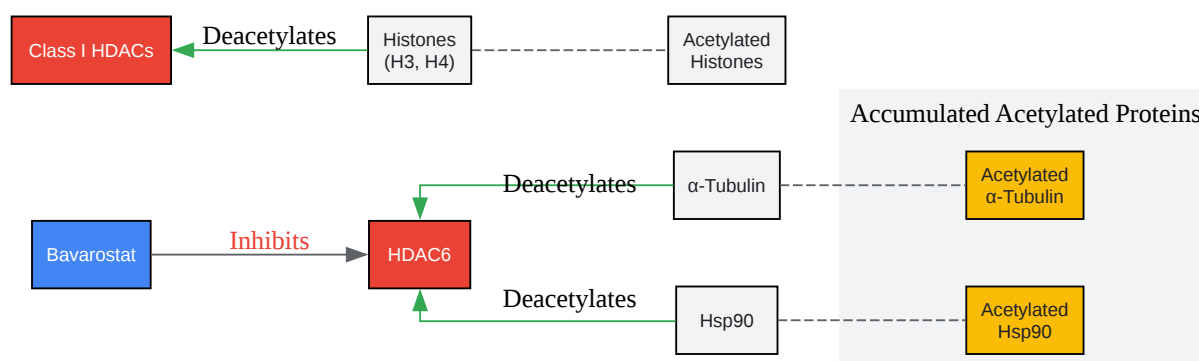 Class I HDACs
Deacetylates
Histones
(H3, H4)
Acetylated
Histones
Accumulated Acetylated Proteins
Deacetylates
α-Tubulin
Acetylated
α-Tubulin
Bavarostat
Inhibits
HDAC6
Deacetylates
Hsp90
Acetylated
Hsp90